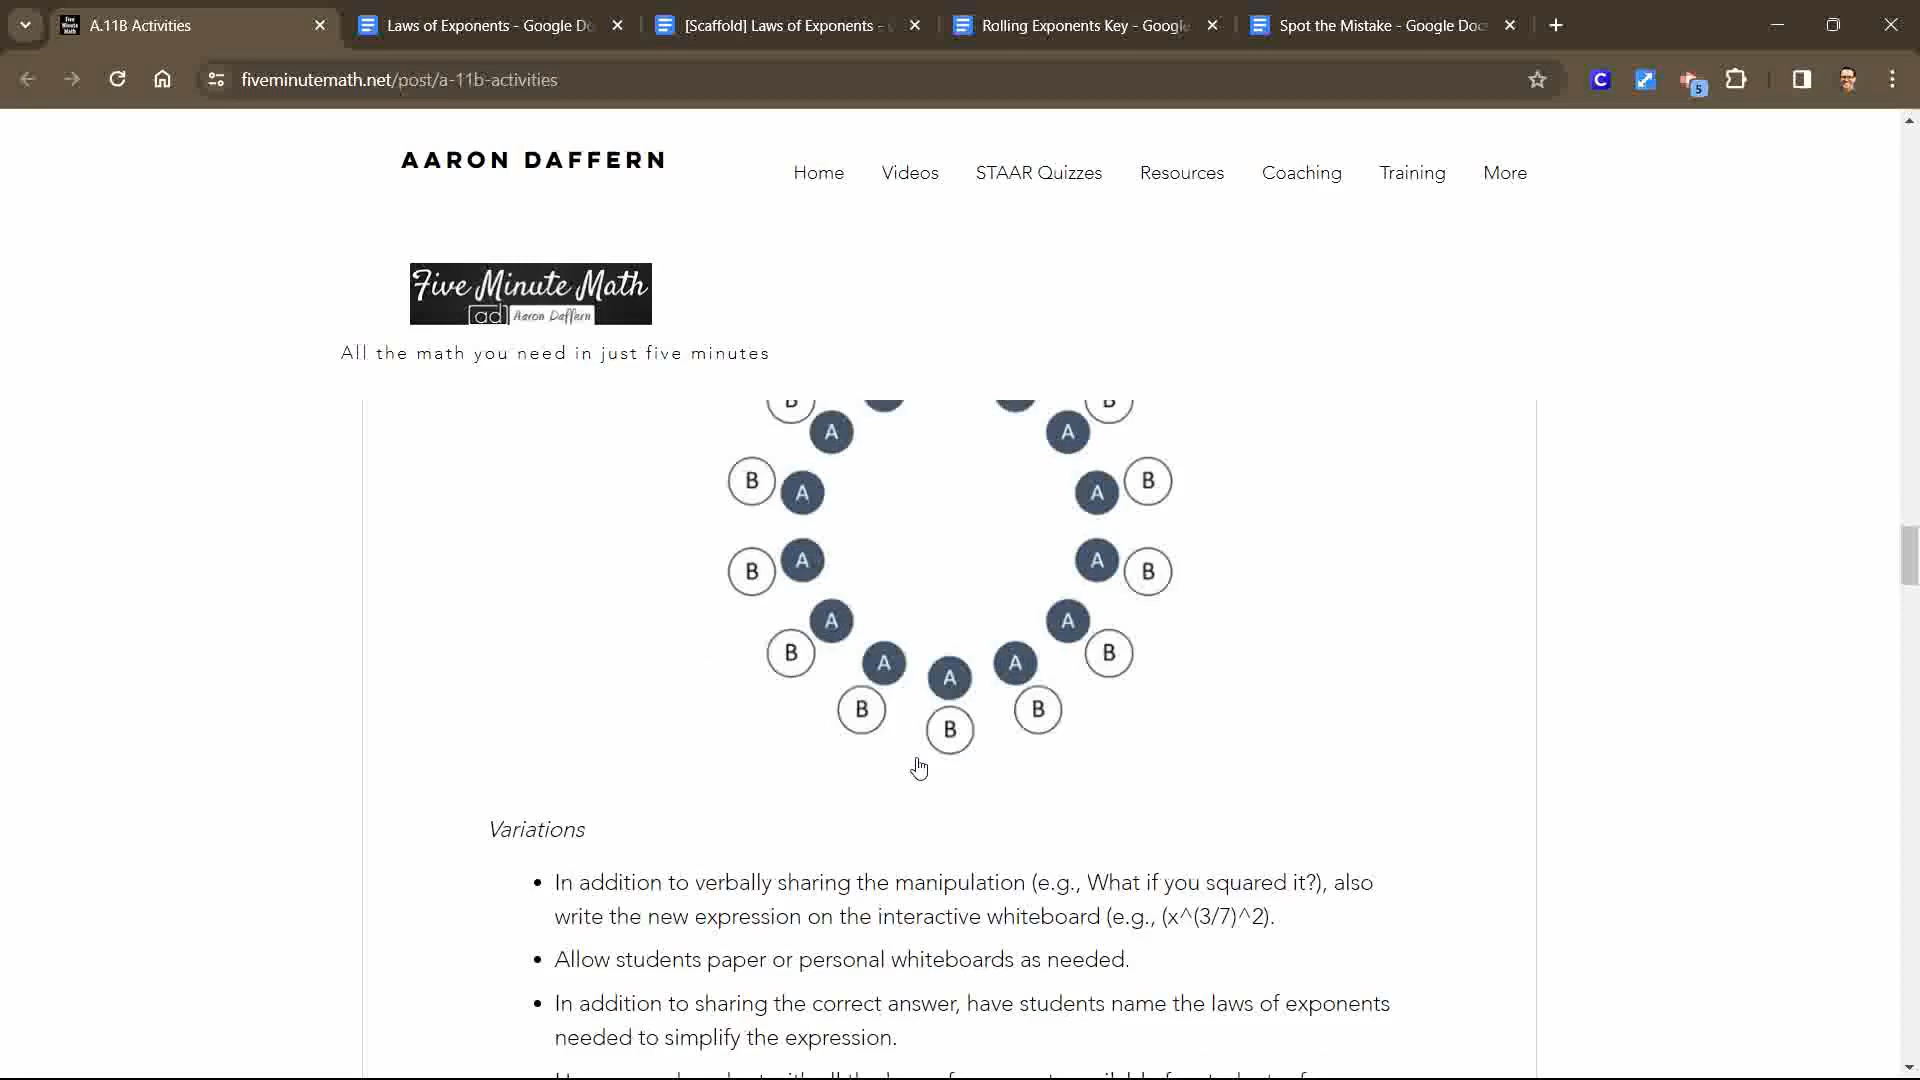 A.11B Activities
Laws of Exponents - Google Do
[Scaffold] Laws of Exponents -
Rolling Exponents Key - Google
Spot the Mistake - Google Doc
fiveminutemath.net/post/a-11b-activities
5
AARON DAFFERN
Home Videos STAAR Quizzes Resources Coaching Training More
Five Minute Math
ad Aaron Daffern
All the math you need in just five minutes
B B
A A
B A A B
B A A B
A A
B A A B
A
B B
B
Variations
• In addition to verbally sharing the manipulation (e.g., What if you squared it?), also
write the new expression on the interactive whiteboard (e.g., (x^(3/7)^2).
• Allow students paper or personal whiteboards as needed.
• In addition to sharing the correct answer, have students name the laws of exponents
needed to simplify the expression.